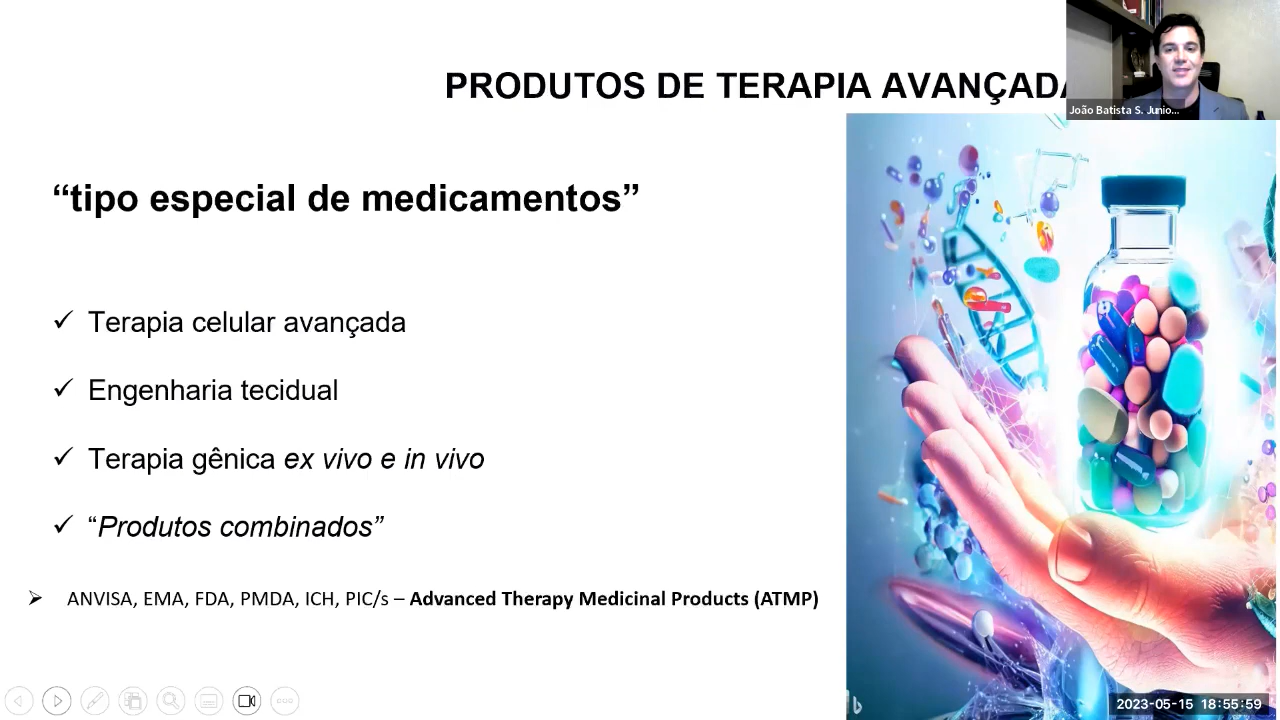 PRODUTOS DE TERAPIA AVANÇADA
João Batista S. Junio...
“tipo especial de medicamentos”
✓ Terapia celular avançada
✓ Engenharia tecidual
✓ Terapia gênica ex vivo e in vivo
✓ “Produtos combinados”
➢ ANVISA, EMA, FDA, PMDA, ICH, PIC/s – Advanced Therapy Medicinal Products (ATMP)
2023-05-15 18:55:59